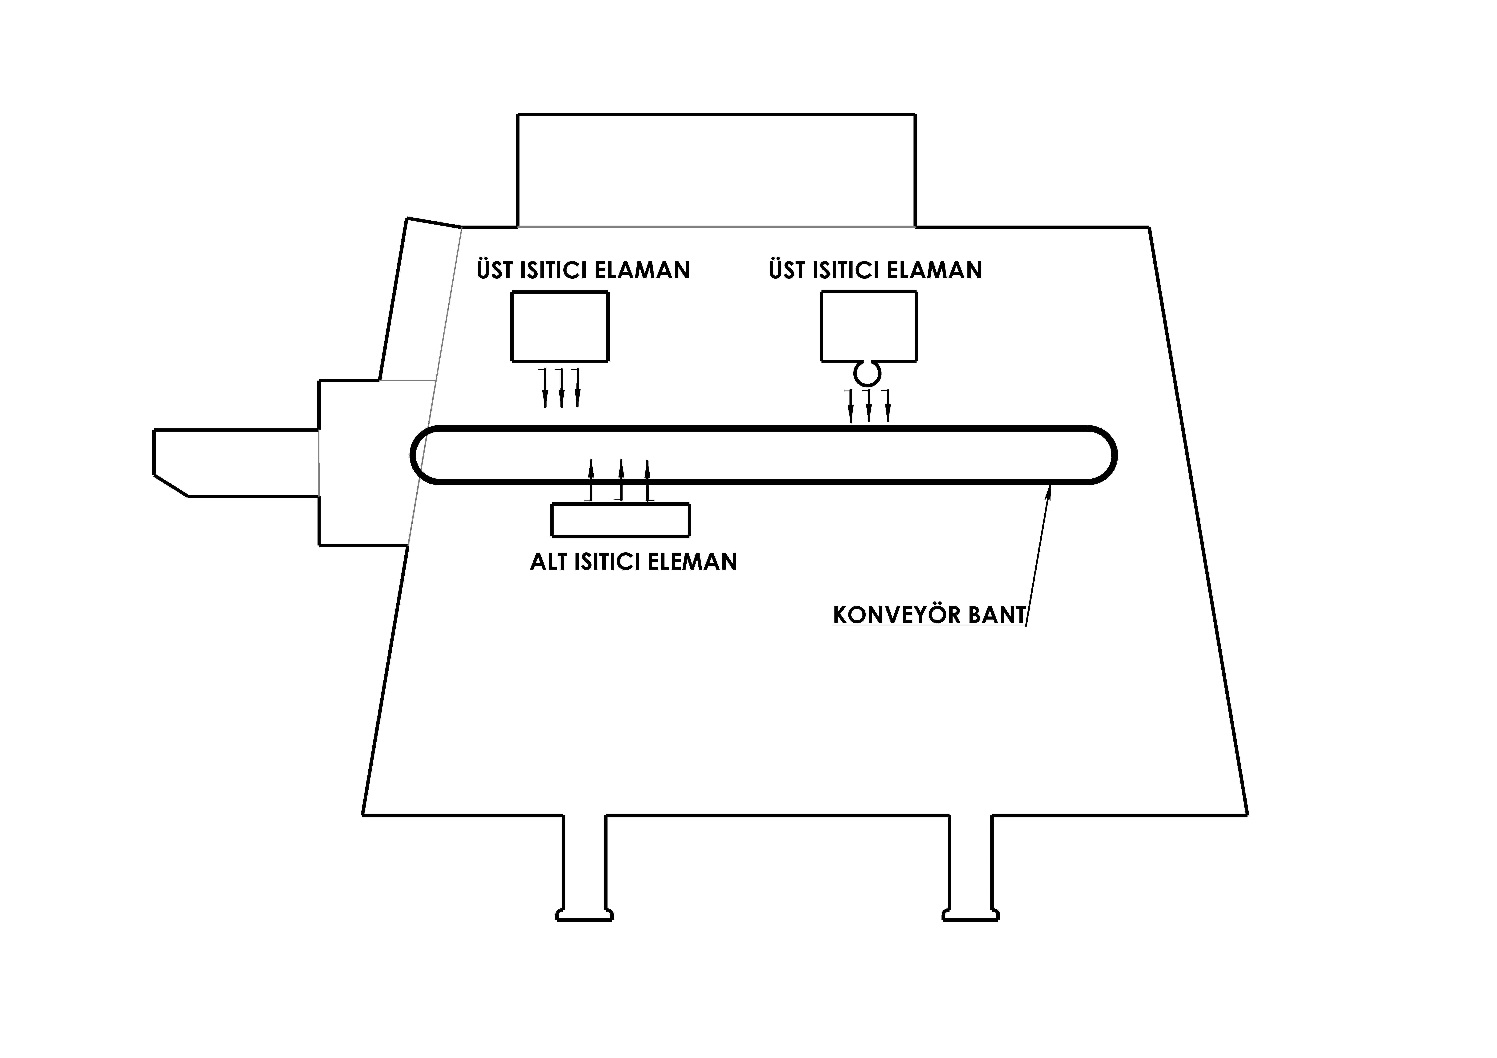 ÜST ISITICI ELAMAN
ÜST ISITICI ELAMAN
ALT ISITICI ELEMAN
KONVEYÖR BANT